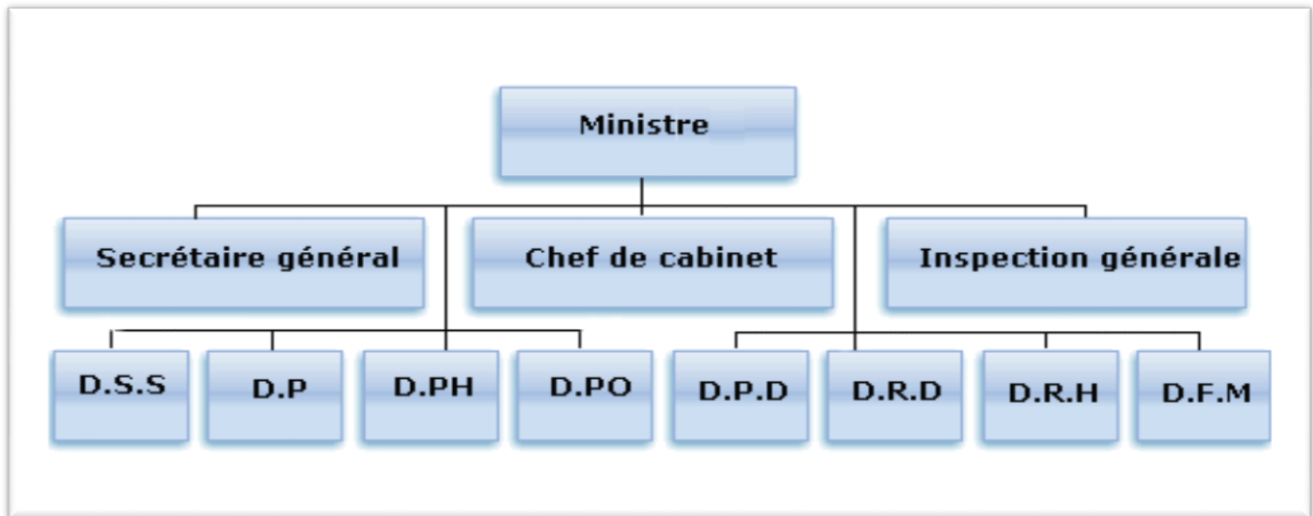 Ministre
Secrétaire général
Chef de cabinet
Inspection générale
D.S.S
D.P
D.PH
D.PO
D.P.D
D.R.D
D.R.H
D.F.M